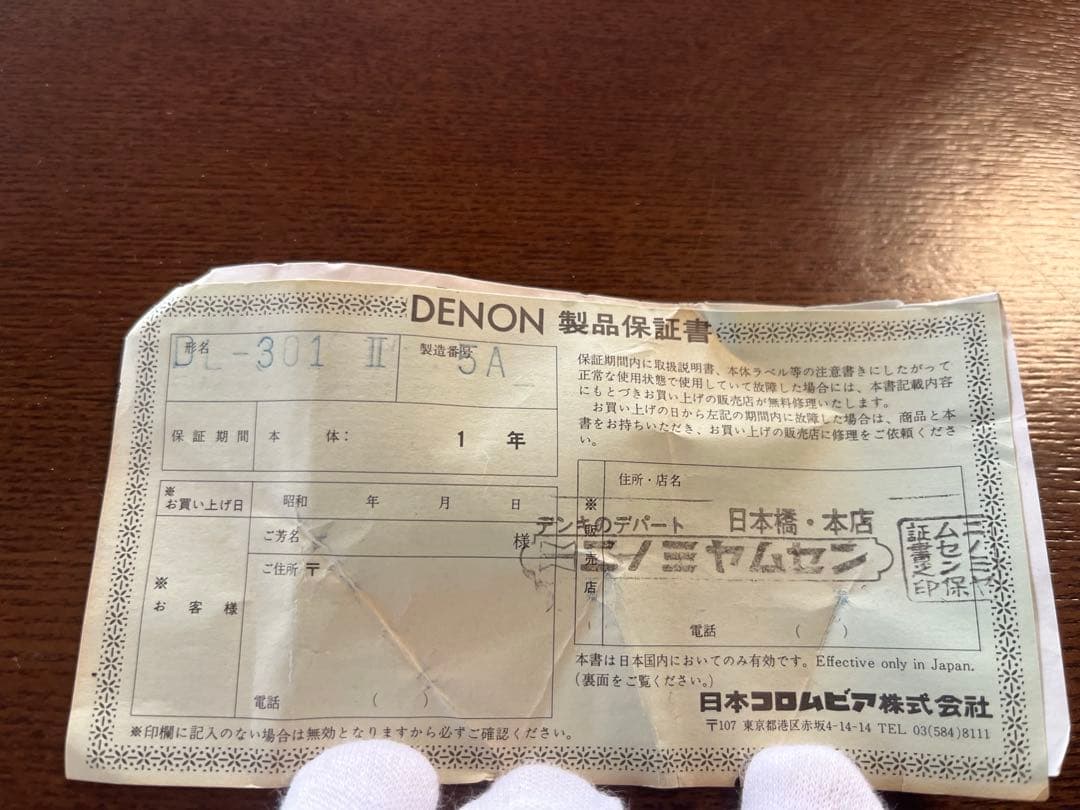 DENON 製品保証書
形名
DL-301 II
製造番号
5A
保証期間 本体: 1年
※お買い上げ日 昭和 年 月 日
※お客様
ご芳名 様
ご住所 〒
電話 ( )
※印欄に記入のない場合は無効となりますから必ずご確認ください。
保証期間内に取扱説明書、本体ラベル等の注意書きにしたがって
正常な使用状態で使用していて故障した場合には、本書記載内容
にもとづきお買い上げの販売店が無料修理いたします。
お買い上げの日から左記の期間内に故障した場合は、商品と本
書をお持ちいただき、お買い上げの販売店に修理をご依頼くださ
い。
※販売店
住所・店名
デンキのデパート 日本橋・本店
ニノミヤムセン
ニノミヤ
ムセン保
証書之印
電話 ( )
本書は日本国内においてのみ有効です。Effective only in Japan.
(裏面をご覧ください。)
日本コロムビア株式会社
〒107 東京都港区赤坂4-14-14 TEL 03(584)8111